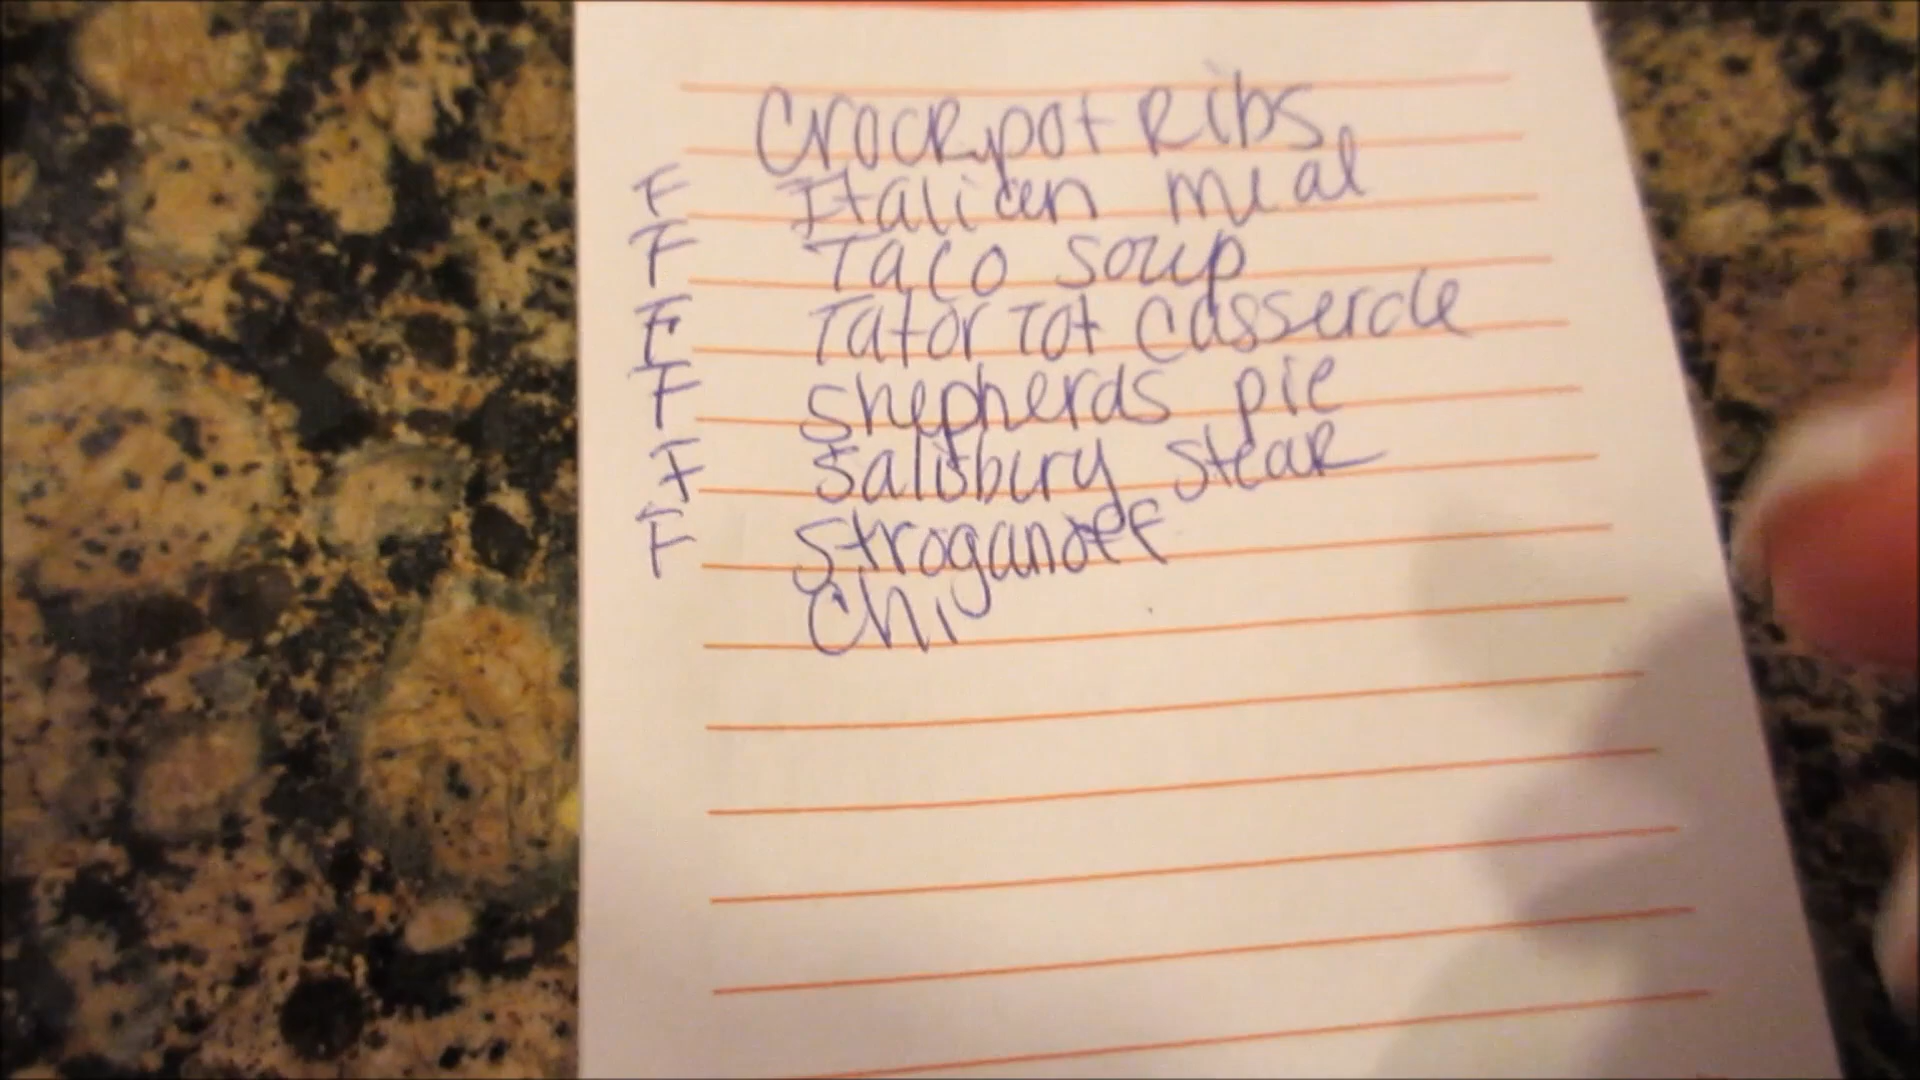 Crockpot Ribs
F Italian meal
F Taco soup
F Tator Tot Casserole
F shepherds pie
F Salisbury steak
F Stroganoff
Chi